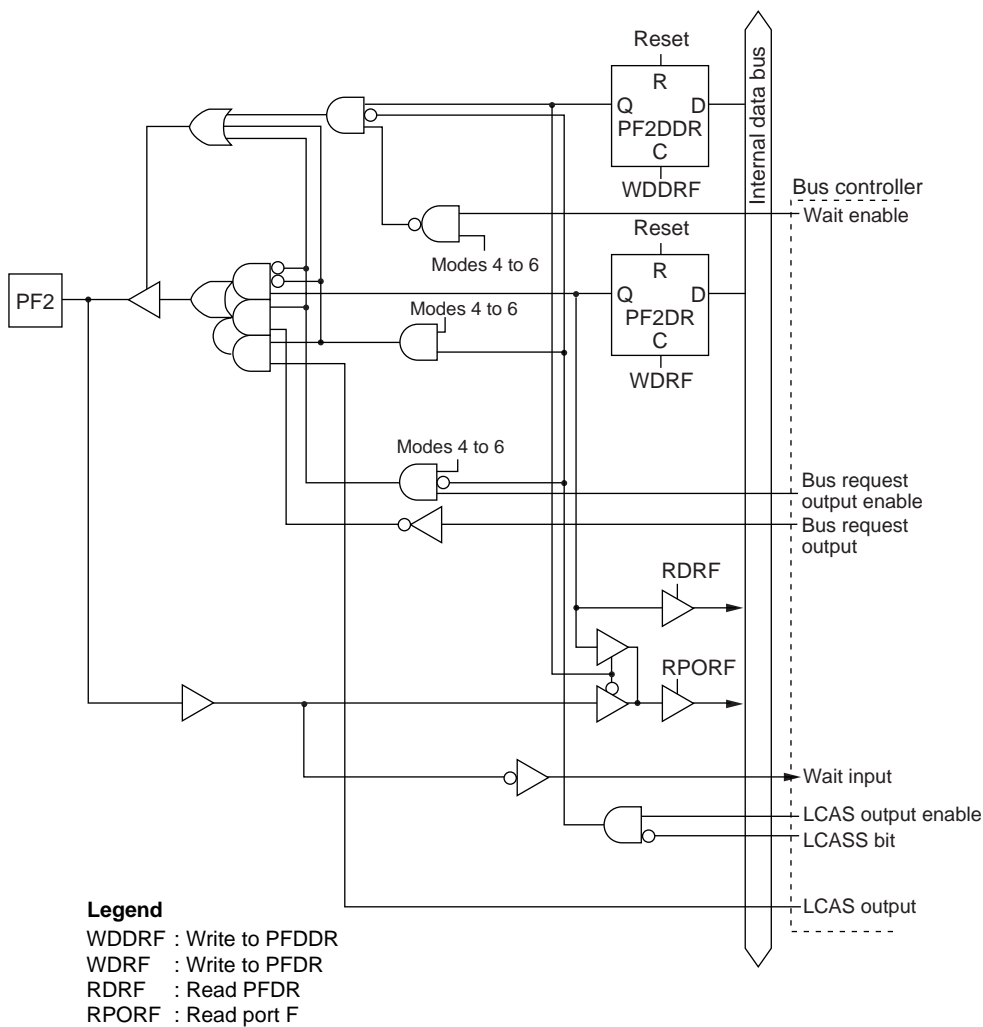 Reset
R
Q D
PF2DDR
C
WDDRF
Internal data bus
Bus controller
Wait enable
Modes 4 to 6
Reset
R
Q D
PF2DR
C
WDRF
PF2
Modes 4 to 6
Modes 4 to 6
Bus request
output enable
Bus request
output
RDRF
RPORF
Wait input
LCAS output enable
LCASS bit
LCAS output
Legend
WDDRF : Write to PFDDR
WDRF : Write to PFDR
RDRF : Read PFDR
RPORF : Read port F